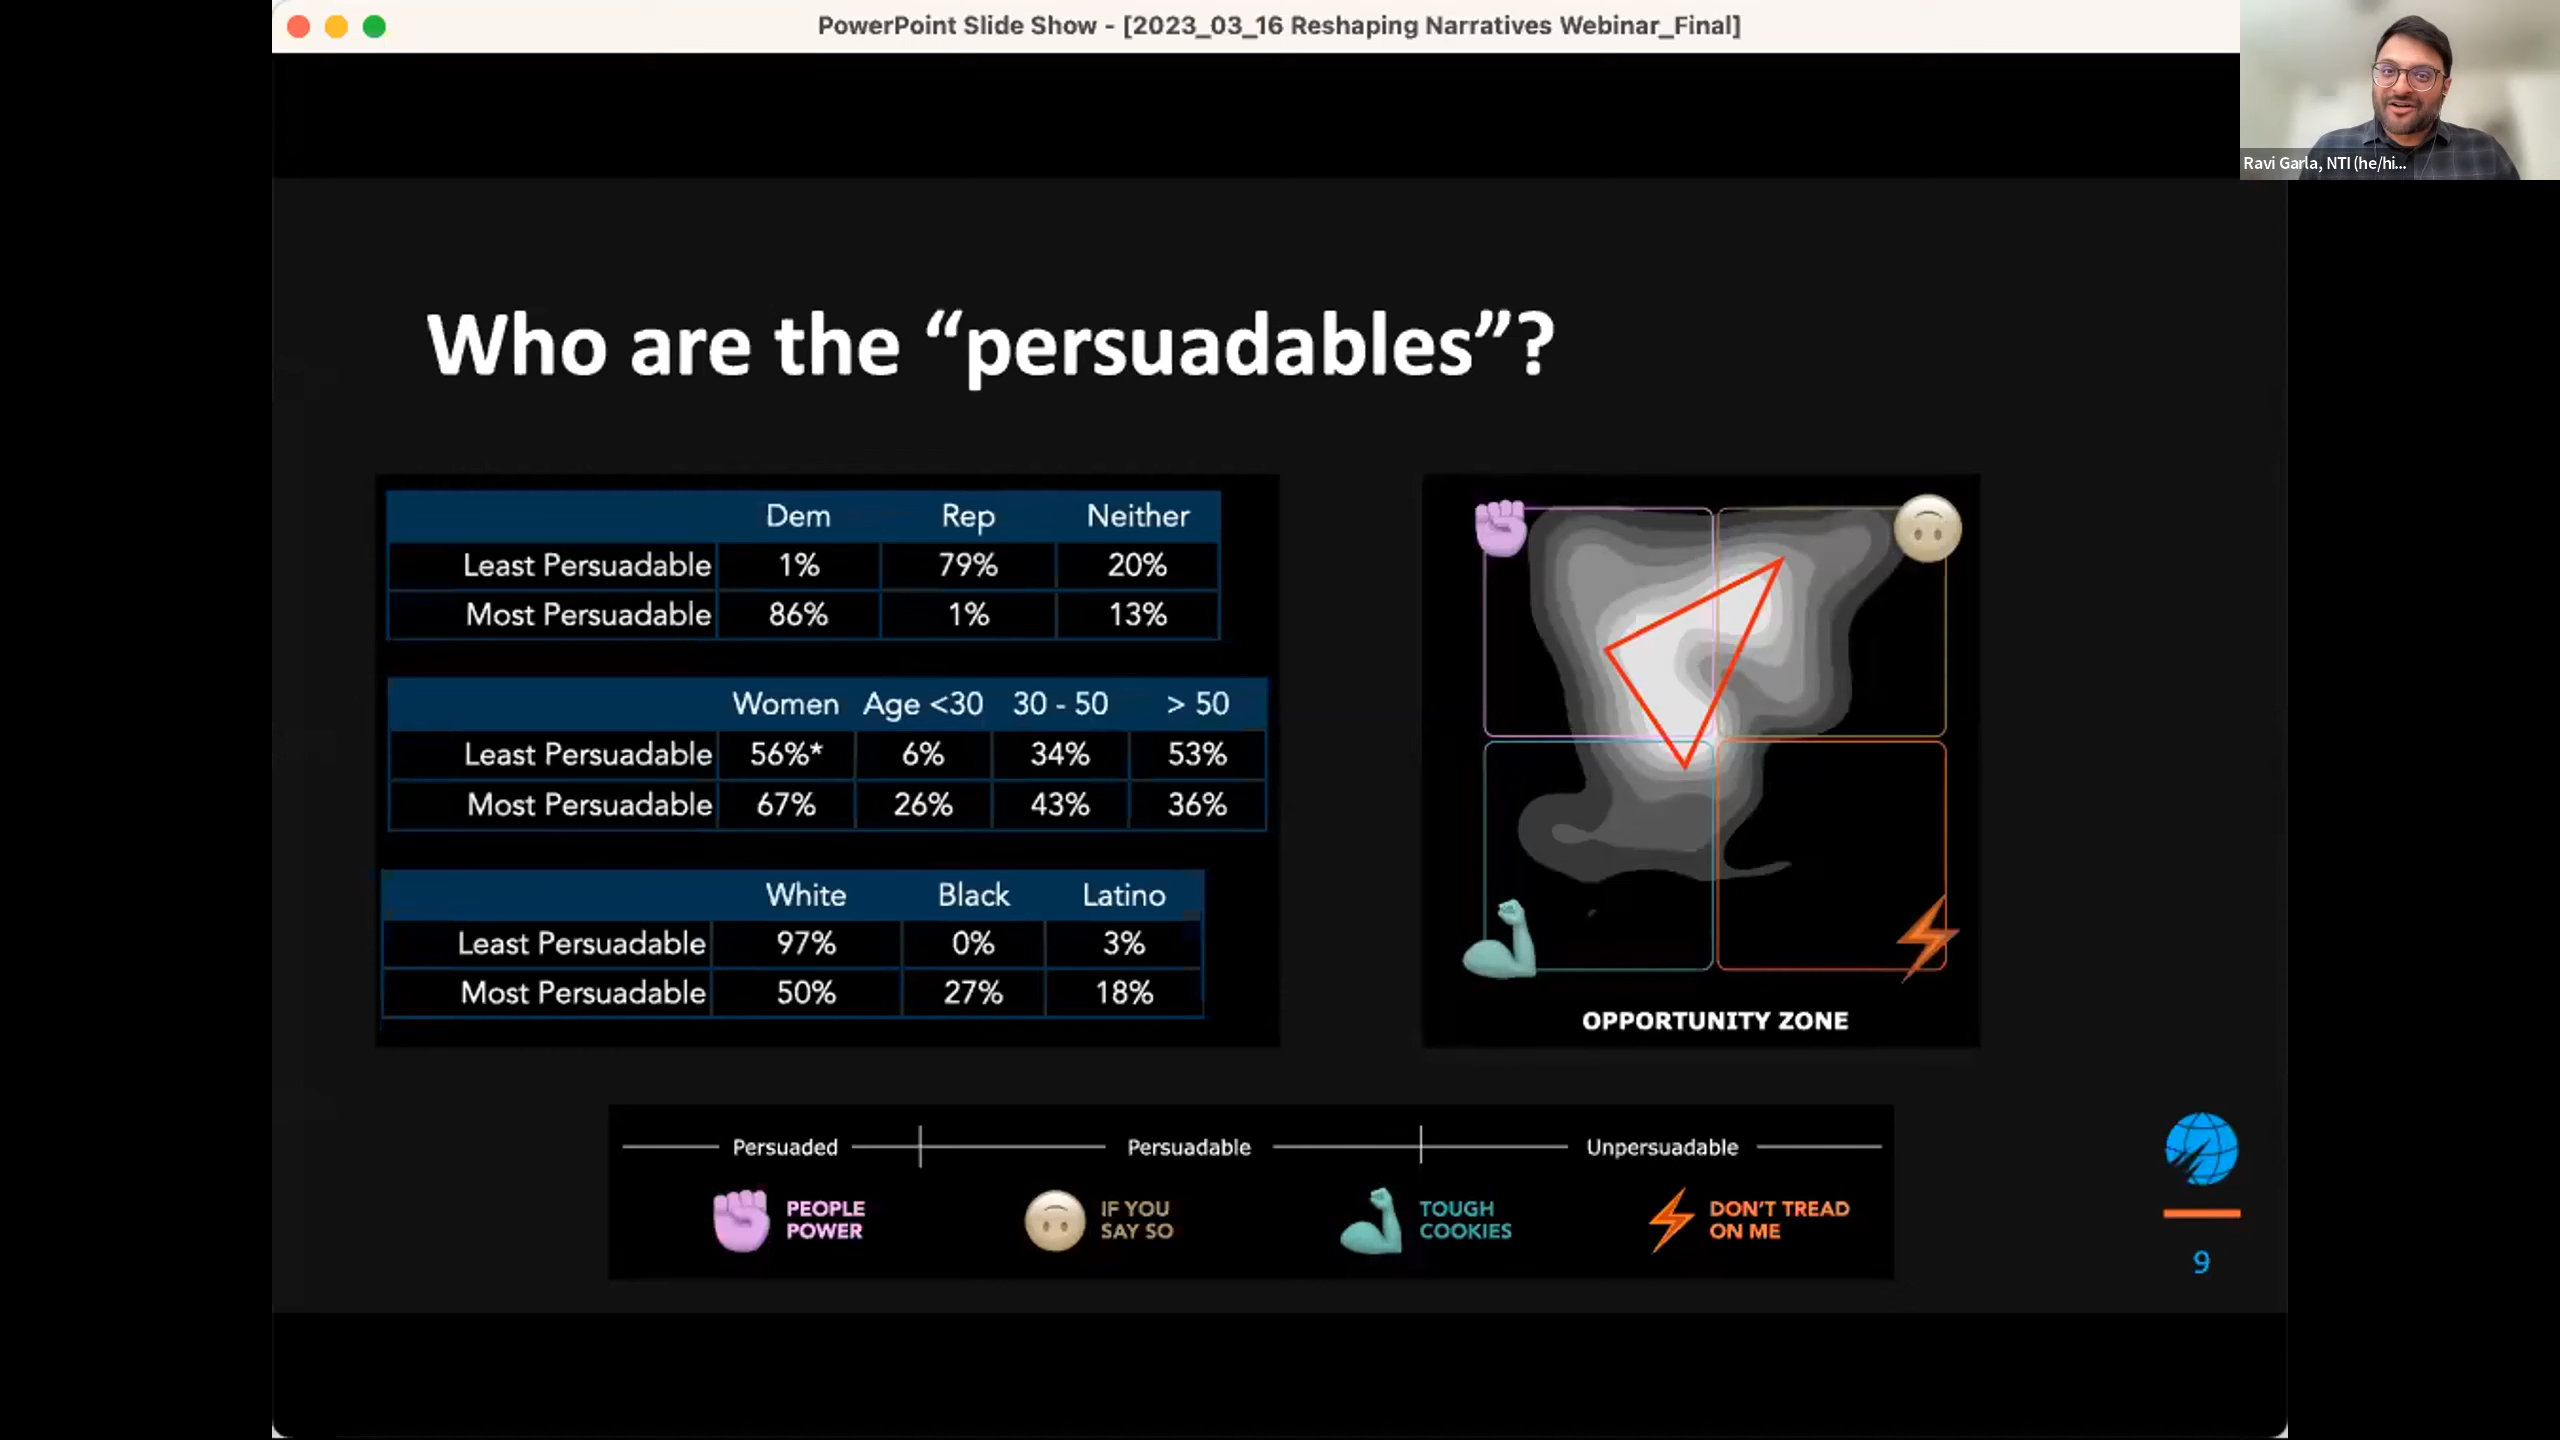 PowerPoint Slide Show - [2023_03_16 Reshaping Narratives Webinar_Final]
Ravi Garla, NTI (he/hi...
Who are the “persuadables”?
Dem Rep Neither
Least Persuadable 1% 79% 20%
Most Persuadable 86% 1% 13%
Women Age <30 30 - 50 > 50
Least Persuadable 56%* 6% 34% 53%
Most Persuadable 67% 26% 43% 36%
White Black Latino
Least Persuadable 97% 0% 3%
Most Persuadable 50% 27% 18%
OPPORTUNITY ZONE
Persuaded Persuadable Unpersuadable
PEOPLE
POWER
IF YOU
SAY SO
TOUGH
COOKIES
DON'T TREAD
ON ME
9